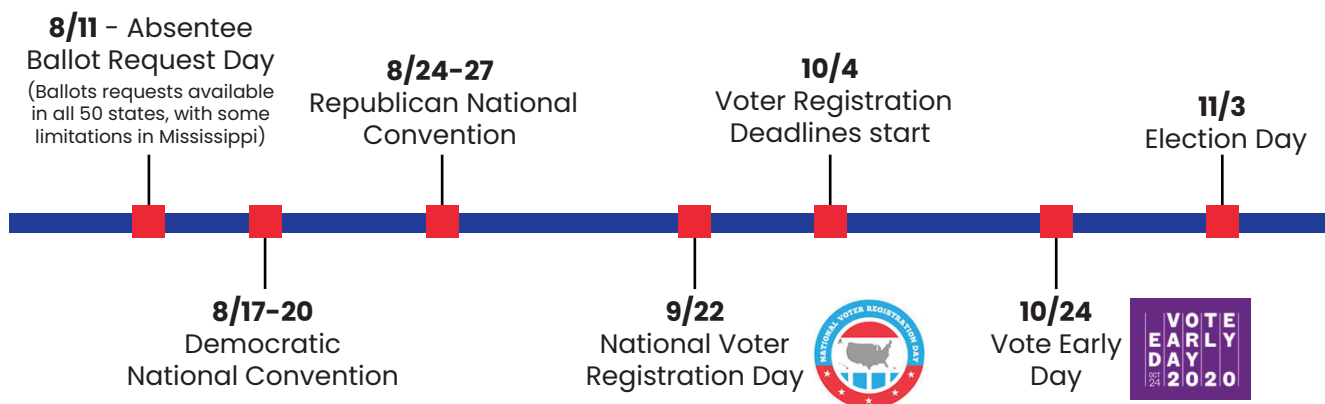 8/11 - Absentee
Ballot Request Day
(Ballots requests available
in all 50 states, with some
limitations in Mississippi)
8/17-20
Democratic
National Convention
8/24-27
Republican National
Convention
9/22
National Voter
Registration Day
NATIONAL VOTER REGISTRATION DAY
10/4
Voter Registration
Deadlines start
10/24
Vote Early
Day
VOTE
EARLY
DAY
OCT
24 2020
11/3
Election Day